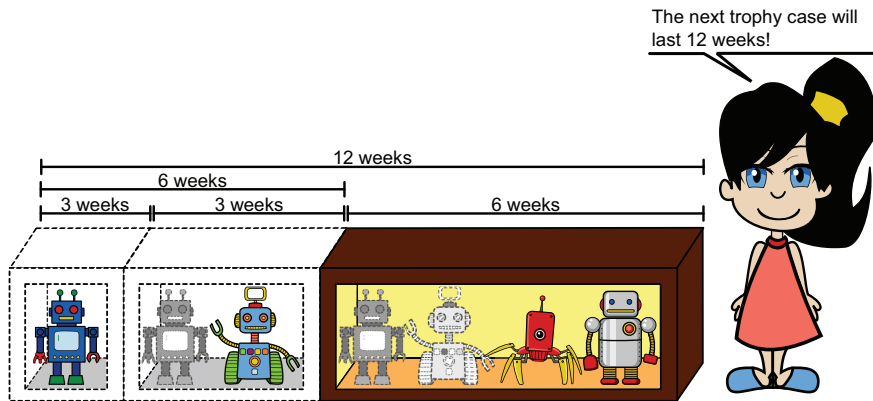 The next trophy case will
last 12 weeks!
12 weeks
6 weeks
3 weeks
3 weeks
6 weeks